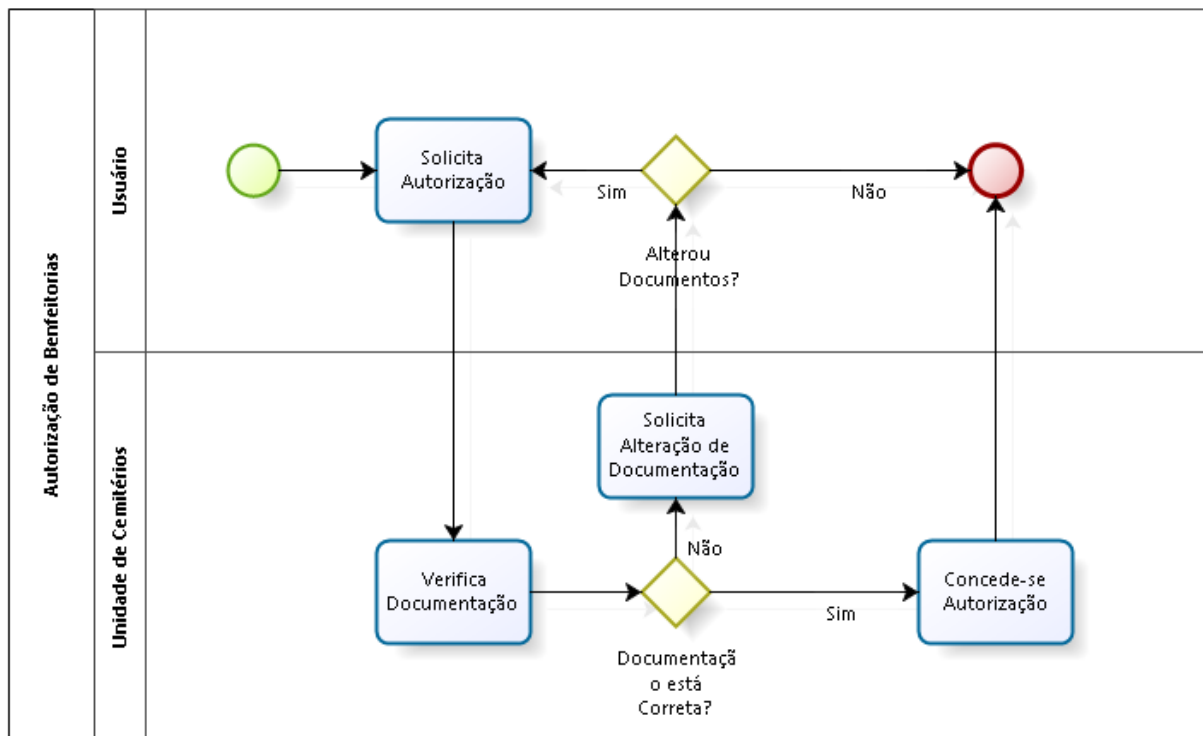 Autorização de Benfeitorias
Usuário
Solicita
Autorização
Sim
Não
Alterou
Documentos?
Unidade de Cemitérios
Solicita
Alteração de
Documentação
Não
Verifica
Documentação
Sim
Concede-se
Autorização
Documentaçã
o está
Correta?